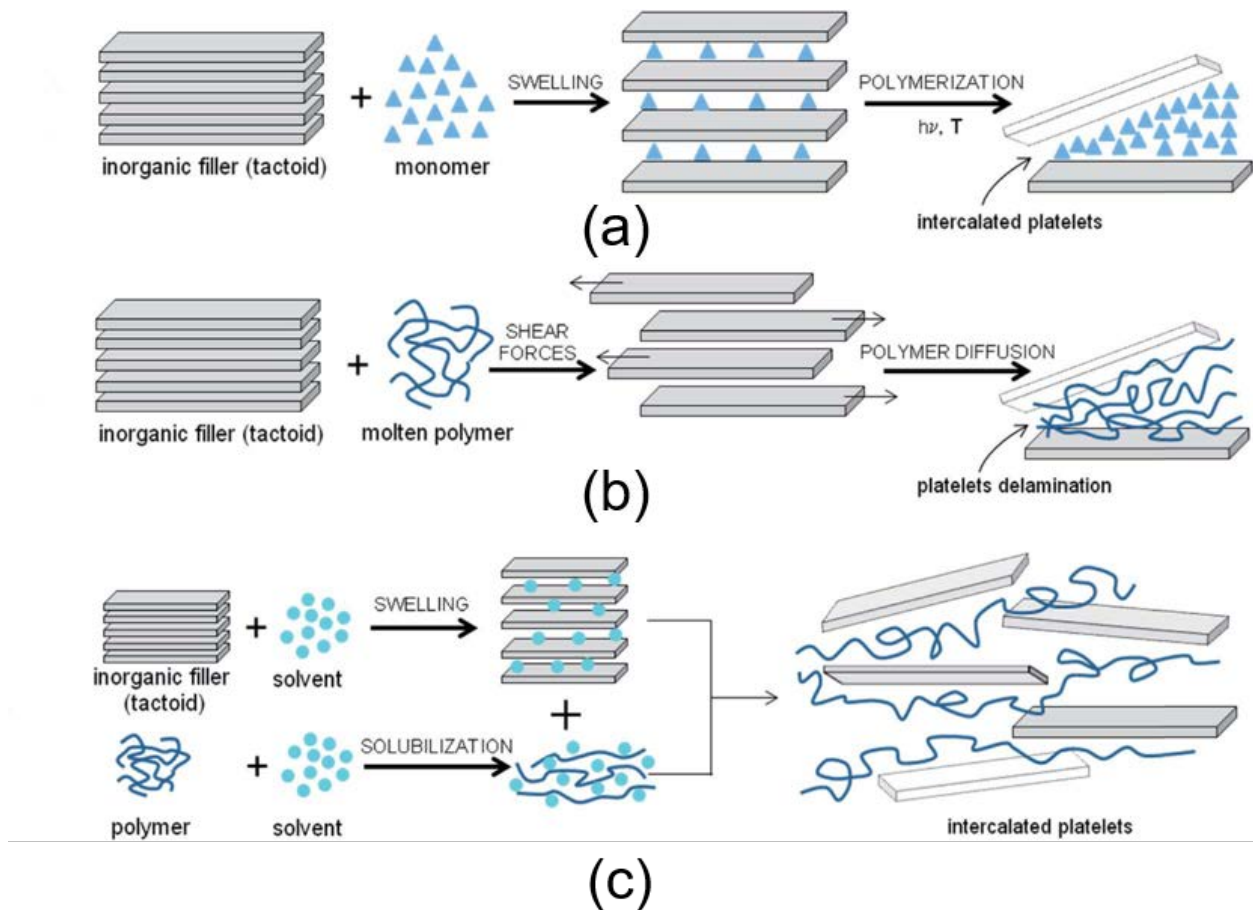 SWELLING
POLYMERIZATION
hν, T
+
inorganic filler (tactoid)
monomer
intercalated platelets
(a)
SHEAR
FORCES
POLYMER DIFFUSION
+
inorganic filler (tactoid)
molten polymer
platelets delamination
(b)
SWELLING
+
inorganic filler
(tactoid)
solvent
+
SOLUBILIZATION
+
polymer
solvent
intercalated platelets
(c)